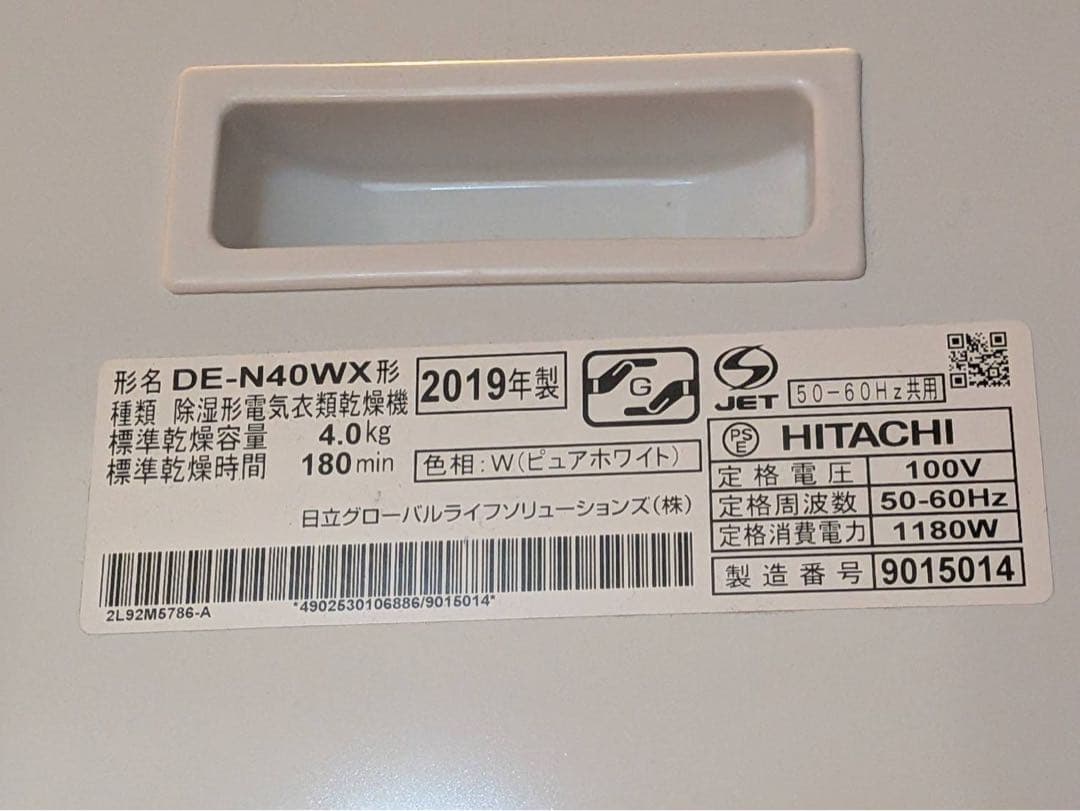 形名 DE-N40WX形
種類 除湿形電気衣類乾燥機
標準乾燥容量 4.0kg
標準乾燥時間 180min
2019年製
色相:W(ピュアホワイト)
日立グローバルライフソリューションズ(株)
2L92M5786-A
*4902530106886/9015014*
G
S
JET
50-60Hz共用
PSE HITACHI
定格電圧 100V
定格周波数 50-60Hz
定格消費電力 1180W
製造番号 9015014